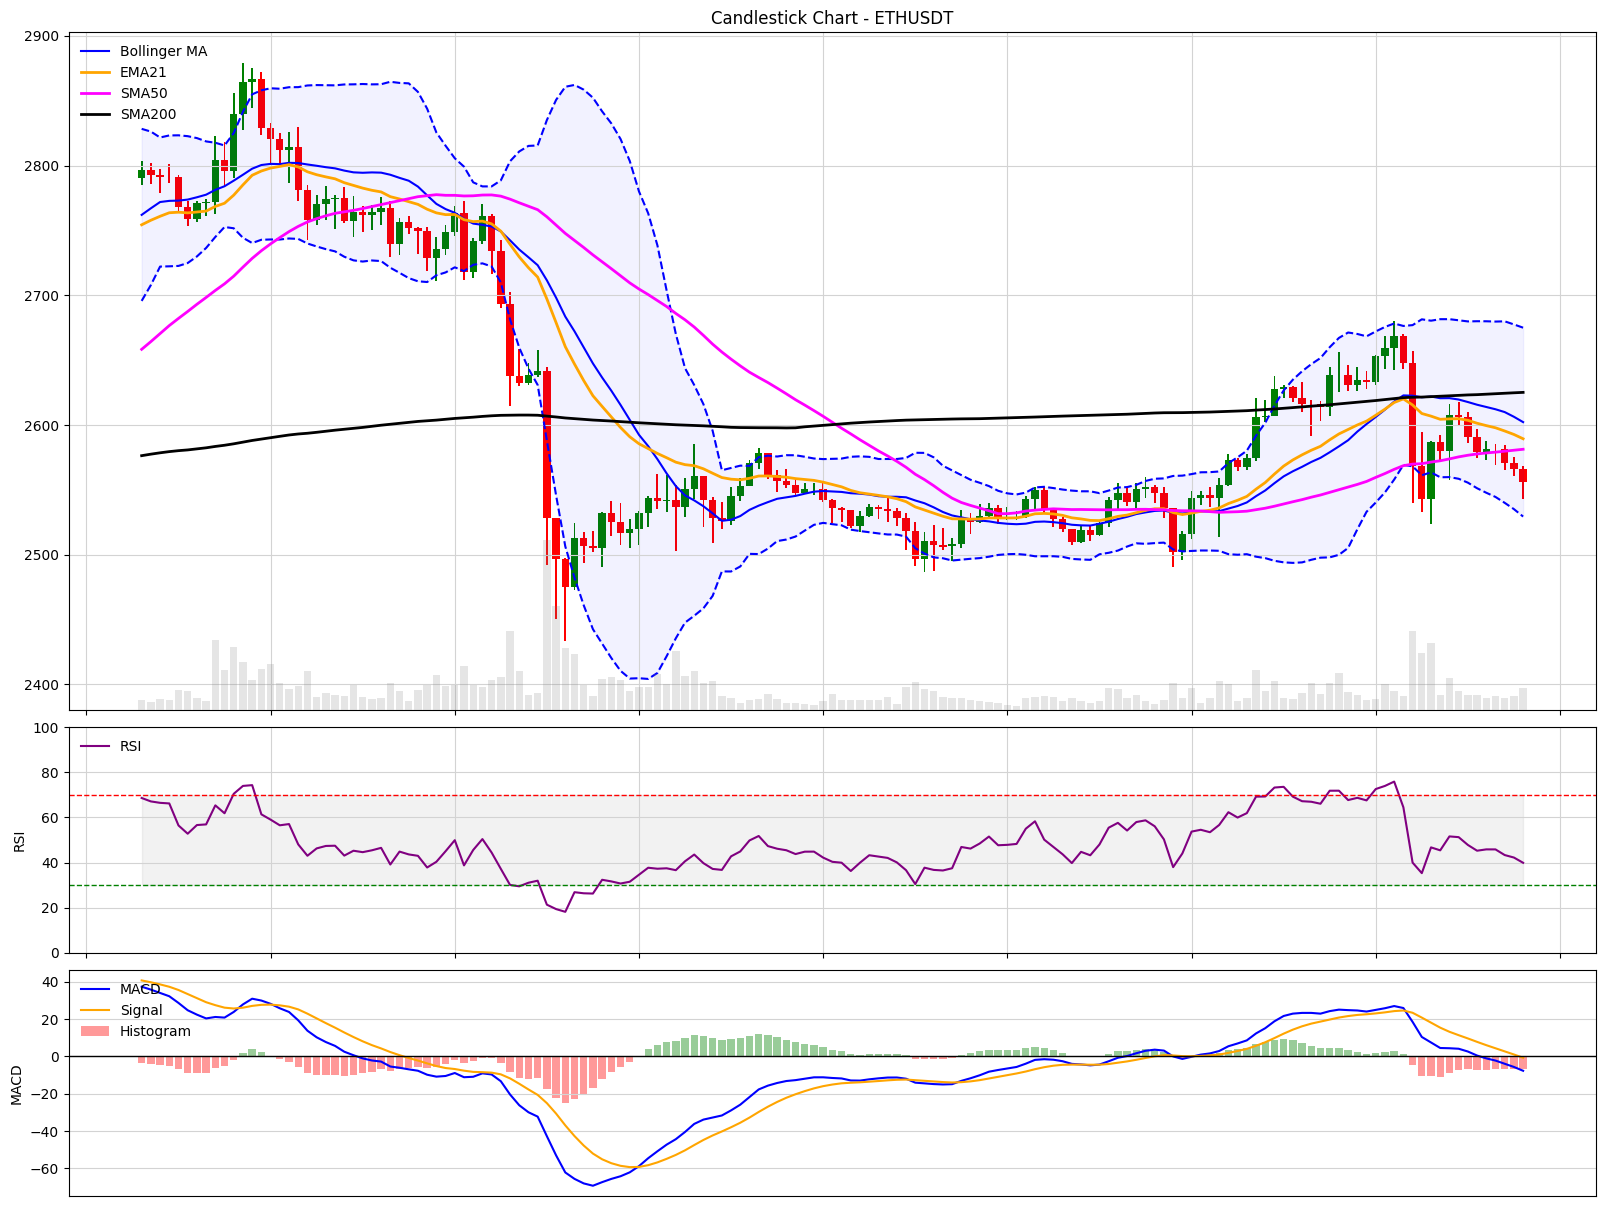 Candlestick Chart - ETHUSDT
2900
2800
2700
2600
2500
2400
Bollinger MA
EMA21
SMA50
SMA200
100
80
60
40
20
0
RSI
RSI
40
20
0
−20
−40
−60
MACD
MACD
Signal
Histogram